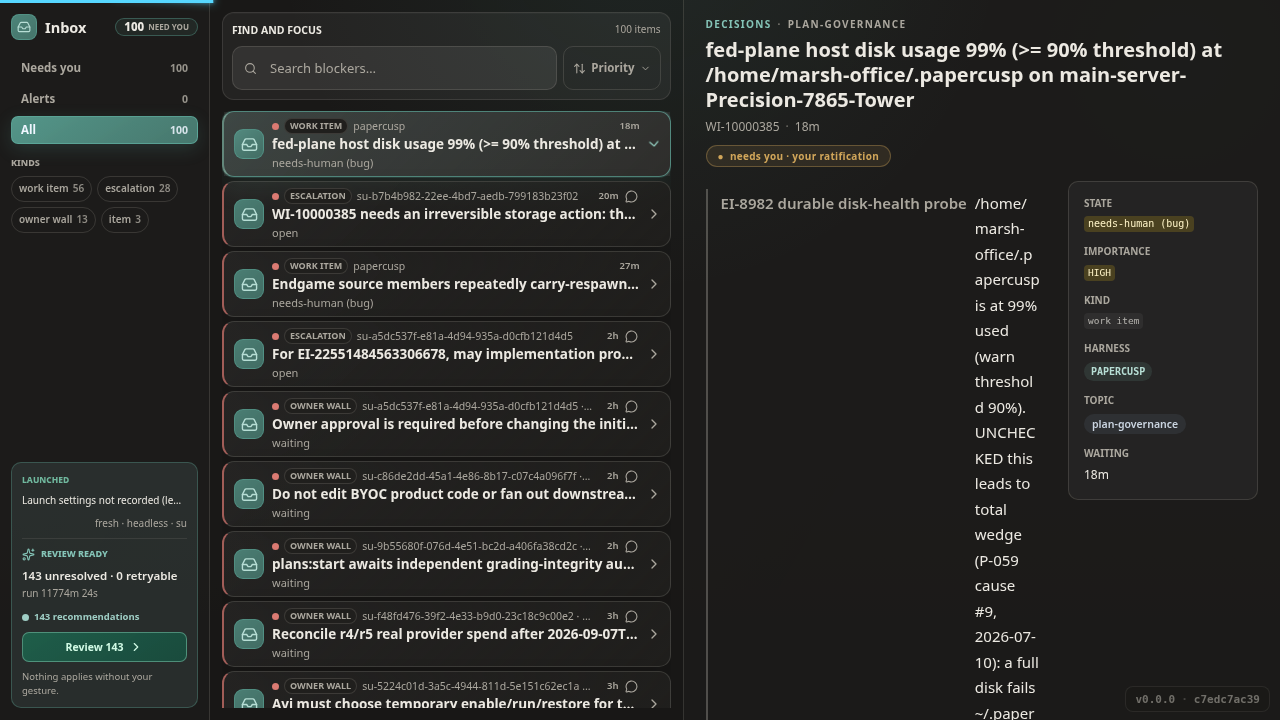 Inbox
100 NEED YOU
Needs you 100
Alerts 0
All 100
KINDS
work item 56
escalation 28
owner wall 13
item 3
LAUNCHED
Launch settings not recorded (le...
fresh · headless · su
REVIEW READY
143 unresolved · 0 retryable
run 11774m 24s
143 recommendations
Review 143
Nothing applies without your
gesture.
FIND AND FOCUS
100 items
Search blockers...
Priority
WORK ITEM papercusp 18m
fed-plane host disk usage 99% (>= 90% threshold) at ...
needs-human (bug)
ESCALATION su-b7b4b982-22ee-4bd7-aedb-799183b23f02 20m
WI-10000385 needs an irreversible storage action: th...
open
WORK ITEM papercusp 27m
Endgame source members repeatedly carry-respawn...
needs-human (bug)
ESCALATION su-a5dc537f-e81a-4d94-935a-d0cfb121d4d5 2h
For EI-22551484563306678, may implementation pro...
open
OWNER WALL su-a5dc537f-e81a-4d94-935a-d0cfb121d4d5 ·... 2h
Owner approval is required before changing the initi...
waiting
OWNER WALL su-c86de2dd-45a1-4e86-8b17-c07c4a096f7f ·... 2h
Do not edit BYOC product code or fan out downstrea...
waiting
OWNER WALL su-9b55680f-076d-4e51-bc2d-a406fa38cd2c ·... 2h
plans:start awaits independent grading-integrity au...
waiting
OWNER WALL su-f48fd476-39f2-4e33-b9d0-23c18c9c00e2 · ... 3h
Reconcile r4/r5 real provider spend after 2026-09-07T...
waiting
OWNER WALL su-5224c01d-3a5c-4944-811d-5e151c62ec1a ... 3h
Avi must choose temporary enable/run/restore for t...
DECISIONS · PLAN-GOVERNANCE
fed-plane host disk usage 99% (>= 90% threshold) at
/home/marsh-office/.papercusp on main-server-
Precision-7865-Tower
WI-10000385 · 18m
needs you · your ratification
EI-8982 durable disk-health probe
/home/
marsh-
office/.p
apercusp
is at 99%
used
(warn
threshol
d 90%).
UNCHEC
KED this
leads to
total
wedge
(P-059
cause
#9,
2026-07-
10): a full
disk fails
~/.paper
STATE
needs-human (bug)
IMPORTANCE
HIGH
KIND
work item
HARNESS
PAPERCUSP
TOPIC
plan-governance
WAITING
18m
v0.0.0 · c7edc7ac39